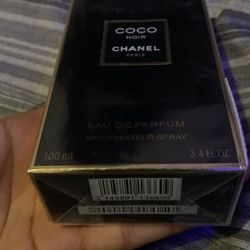 COCO
NOIR
CHANEL
PARIS
EAU DE PARFUM
VAPORISATEUR SPRAY
100 ml
3.4 FL.OZ